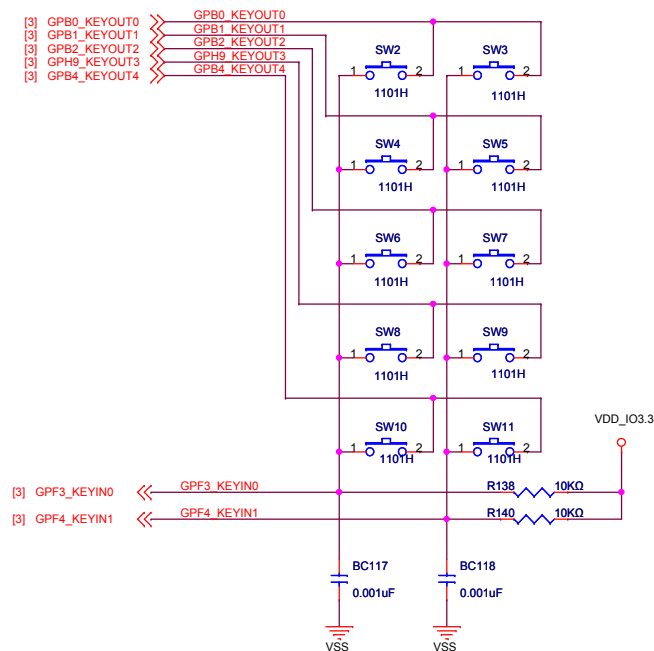 [3] GPB0_KEYOUT0 GPB0_KEYOUT0
[3] GPB1_KEYOUT1 GPB1_KEYOUT1
[3] GPB2_KEYOUT2 GPB2_KEYOUT2
[3] GPH9_KEYOUT3 GPH9_KEYOUT3
[3] GPB4_KEYOUT4 GPB4_KEYOUT4
SW2 SW3
1 2 1 2
1101H 1101H
SW4 SW5
1 2 1 2
1101H 1101H
SW6 SW7
1 2 1 2
1101H 1101H
SW8 SW9
1 2 1 2
1101H 1101H
VDD_IO3.3
SW10 SW11
1 2 1 2
1101H 1101H
[3] GPF3_KEYIN0 GPF3_KEYIN0 R138 10KΩ
[3] GPF4_KEYIN1 GPF4_KEYIN1 R140 10KΩ
BC117 BC118
0.001uF 0.001uF
VSS VSS